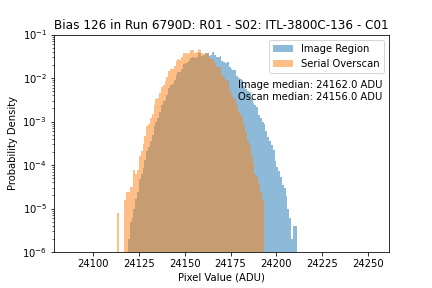 Bias 126 in Run 6790D: R01 - S02: ITL-3800C-136 - C01
Image Region
Serial Overscan
Image median: 24162.0 ADU
Oscan median: 24156.0 ADU
Probability Density
10⁻¹
10⁻²
10⁻³
10⁻⁴
10⁻⁵
10⁻⁶
24100 24125 24150 24175 24200 24225 24250
Pixel Value (ADU)